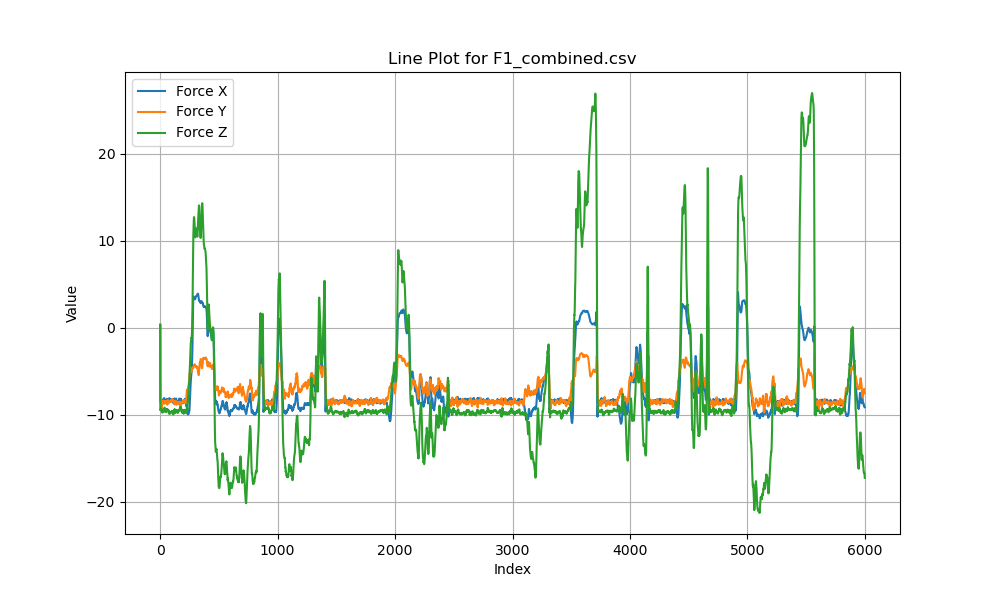 Line Plot for F1_combined.csv
Force X
Force Y
Force Z
Value
20
10
0
−10
−20
0 1000 2000 3000 4000 5000 6000
Index